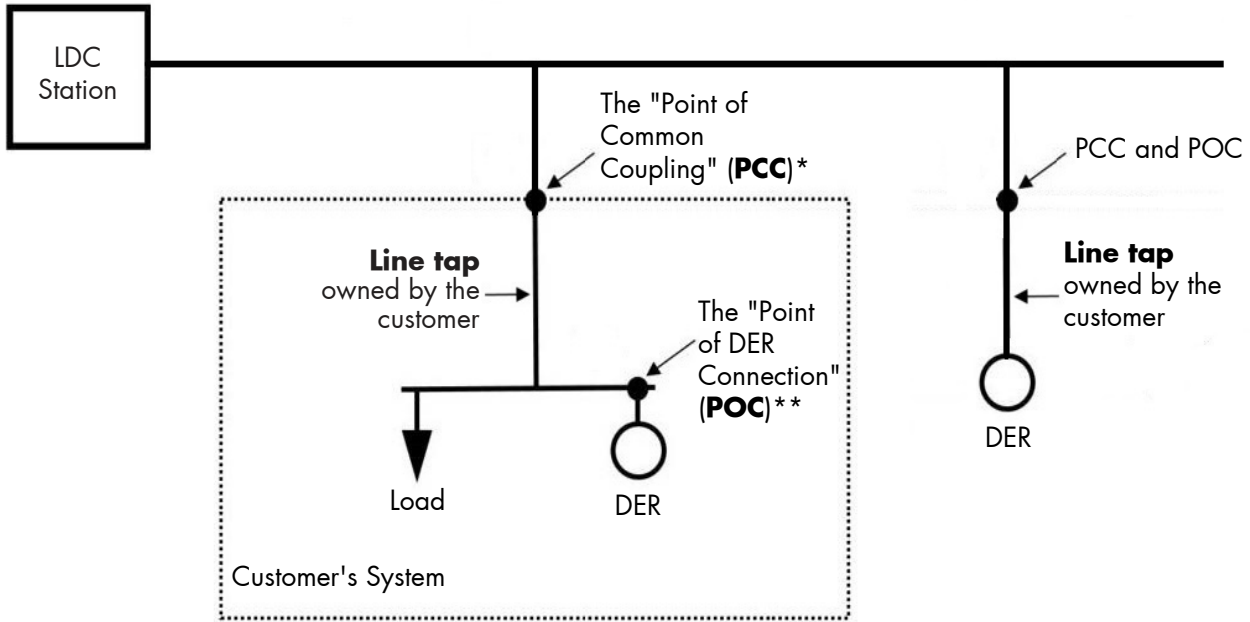 LDC
Station
The "Point of
Common
Coupling" (PCC)*
PCC and POC
Line tap
owned by the
customer
The "Point
of DER
Connection"
(POC)**
Line tap
owned by the
customer
Load
DER
DER
Customer's System